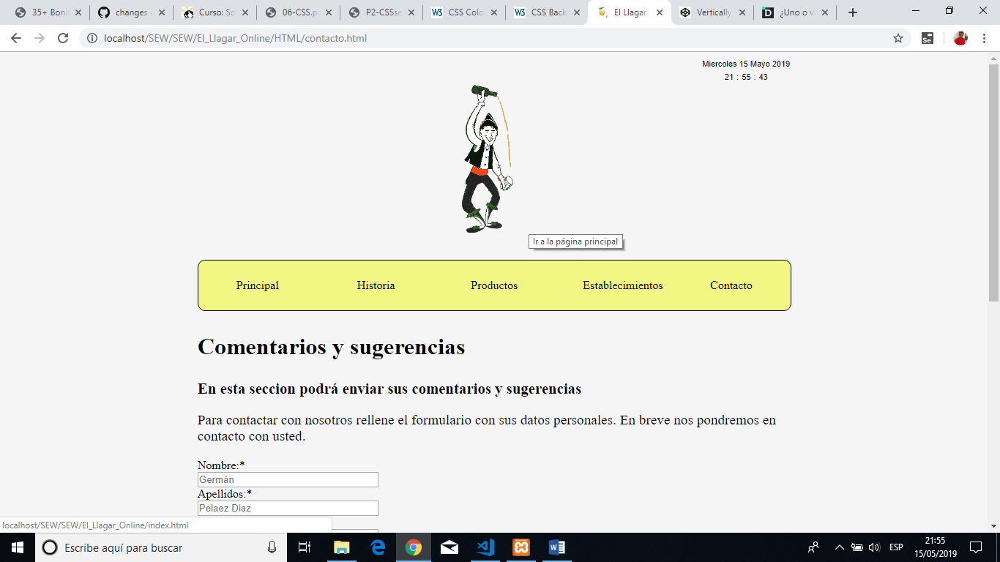 35+ Boni
changes
Curso: So
06-CSS.p
P2-CSSse
CSS Colo
CSS Back
El Llagar
Vertically
¿Uno o v
localhost/SEW/SEW/El_Llagar_Online/HTML/contacto.html
Se
Miercoles 15 Mayo 2019
21 : 55 : 43
Ir a la página principal
Principal Historia Productos Establecimientos Contacto
Comentarios y sugerencias
En esta seccion podrá enviar sus comentarios y sugerencias
Para contactar con nosotros rellene el formulario con sus datos personales. En breve nos pondremos en
contacto con usted.
Nombre:*
Germán
Apellidos:*
Pelaez Diaz
localhost/SEW/SEW/El_Llagar_Online/index.html
Escribe aquí para buscar
ESP
21:55
15/05/2019